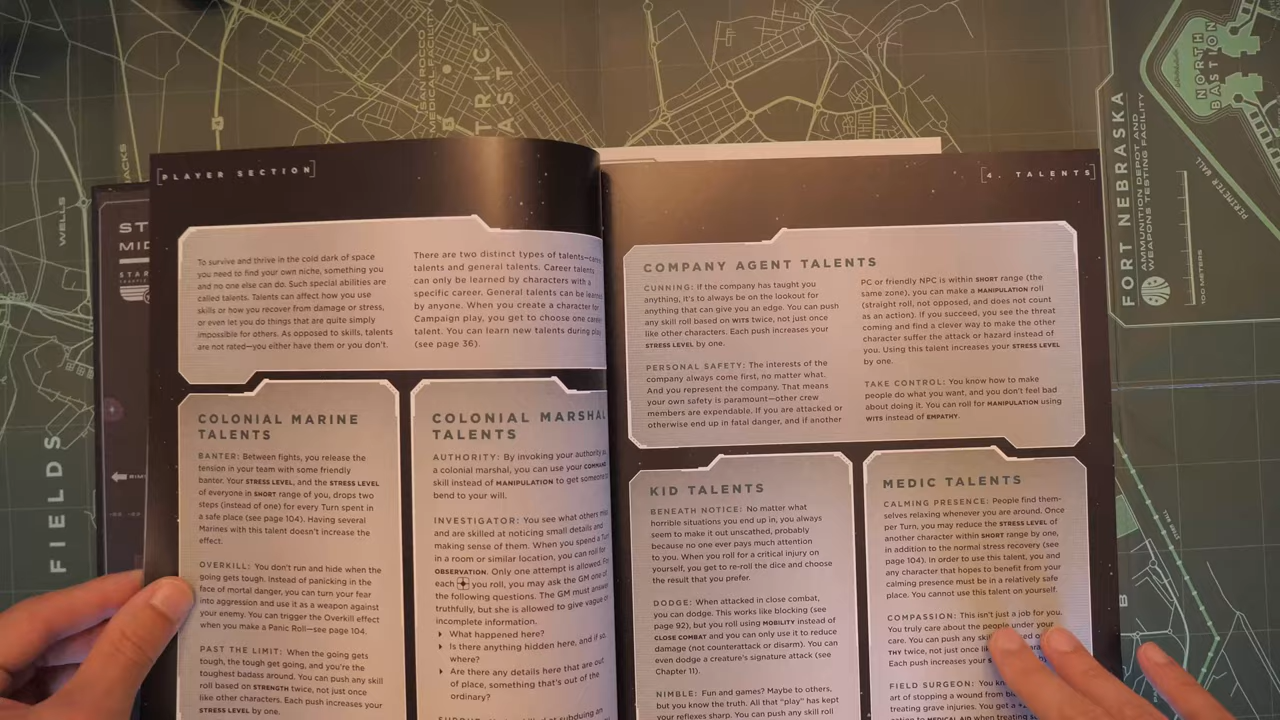 SAN ROCCO
MEDICAL FACILITY
WELLS
FIELDS
NORTH
BASTION
PERIMETER WALL
FORT NEBRASKA
AMMUNITION DEPOT AND
WEAPONS TESTING FACILITY
100 METERS
[PLAYER SECTION]
To survive and thrive in the cold dark of space
you need to find your own niche, something you
and no one else can do. Such special abilities are
called talents. Talents can affect how you use
skills or how you recover from damage or stress,
or even let you do things that are quite simply
impossible for others. As opposed to skills, talents
are not rated—you either have them or you don't.
There are two distinct types of talents—career
talents and general talents. Career talents
can only be learned by characters with a
specific career. General talents can be learned
by anyone. When you create a character for
Campaign play, you get to choose one career
talent. You can learn new talents during play
(see page 36).
COLONIAL MARINE
TALENTS
BANTER: Between fights, you release the
tension in your team with some friendly
banter. Your STRESS LEVEL, and the STRESS LEVEL
of everyone in SHORT range of you, drops two
steps (instead of one) for every Turn spent in
a safe place (see page 104). Having several
Marines with this talent doesn't increase the
effect.
OVERKILL: You don't run and hide when the
going gets tough. Instead of panicking in the
face of mortal danger, you can turn your fear
into aggression and use it as a weapon against
your enemy. You can trigger the Overkill effect
when you make a Panic Roll—see page 104.
PAST THE LIMIT: When the going gets
tough, the tough get going, and you're the
toughest badass around. You can push any skill
roll based on STRENGTH twice, not just once
like other characters. Each push increases your
STRESS LEVEL by one.
COLONIAL MARSHAL
TALENTS
AUTHORITY: By invoking your authority as
a colonial marshal, you can use your COMMAND
skill instead of MANIPULATION to get someone to
bend to your will.
INVESTIGATOR: You see what others miss
and are skilled at noticing small details and
making sense of them. When you spend a Turn
in a room or similar location, you can roll for
OBSERVATION. Only one attempt is allowed. For
each you roll, you may ask the GM one of
the following questions. The GM must answer
truthfully, but she is allowed to give vague or
incomplete information.
What happened here?
Is there anything hidden here, and if so,
where?
Are there any details here that are out
of place, something that's out of the
ordinary?
[4. TALENTS]
COMPANY AGENT TALENTS
CUNNING: If the company has taught you
anything, it's to always be on the lookout for
anything that can give you an edge. You can push
any skill roll based on WITS twice, not just once
like other characters. Each push increases your
STRESS LEVEL by one.
PERSONAL SAFETY: The interests of the
company always come first, no matter what.
And you represent the company. That means
your own safety is paramount—other crew
members are expendable. If you are attacked or
otherwise end up in fatal danger, and if another
PC or friendly NPC is within SHORT range (the
same zone), you can make a MANIPULATION roll
(straight roll, not opposed, and does not count
as an action). If you succeed, you see the threat
coming and find a clever way to make the other
character suffer the attack or hazard instead of
you. Using this talent increases your STRESS LEVEL
by one.
TAKE CONTROL: You know how to make
people do what you want, and you don't feel bad
about doing it. You can roll for MANIPULATION using
WITS instead of EMPATHY.
KID TALENTS
BENEATH NOTICE: No matter what
horrible situations you end up in, you always
seem to make it out unscathed, probably
because no one ever pays much attention
to you. When you roll for a critical injury on
yourself, you get to re-roll the dice and choose
the result that you prefer.
DODGE: When attacked in close combat,
you can dodge. This works like blocking (see
page 92), but you roll using MOBILITY instead of
CLOSE COMBAT and you can only use it to reduce
damage (not counterattack or disarm). You can
even dodge a creature's signature attack (see
Chapter 11).
NIMBLE: Fun and games? Maybe to others,
but you know the truth. All that "play" has kept
your reflexes sharp. You can push any skill roll
MEDIC TALENTS
CALMING PRESENCE: People find them-
selves relaxing whenever you are around. Once
per Turn, you may reduce the STRESS LEVEL of
another character within SHORT range by one,
in addition to the normal stress recovery (see
page 104). In order to use this talent, you and
any character that hopes to benefit from your
calming presence must be in a relatively safe
place. You cannot use this talent on yourself.
COMPASSION: This isn't just a job for you.
You truly care about the people under your
care. You can push any
THY twice, not just once
Each push increases your
FIELD SURGEON: You
art of stopping a wound from
treating grave injuries. You get a